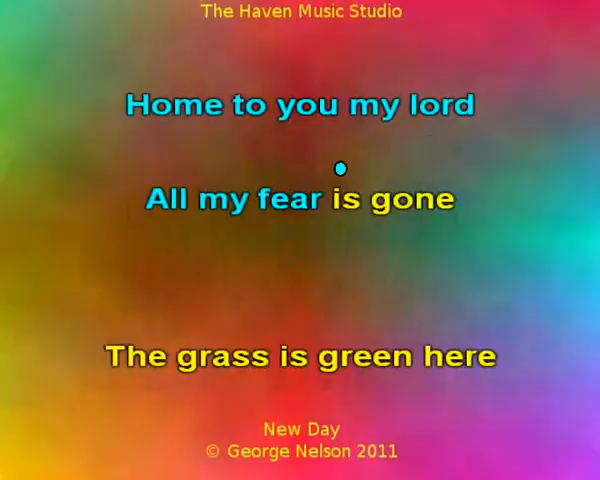 The Haven Music Studio
Home to you my lord
All my fear is gone
The grass is green here
New Day
© George Nelson 2011